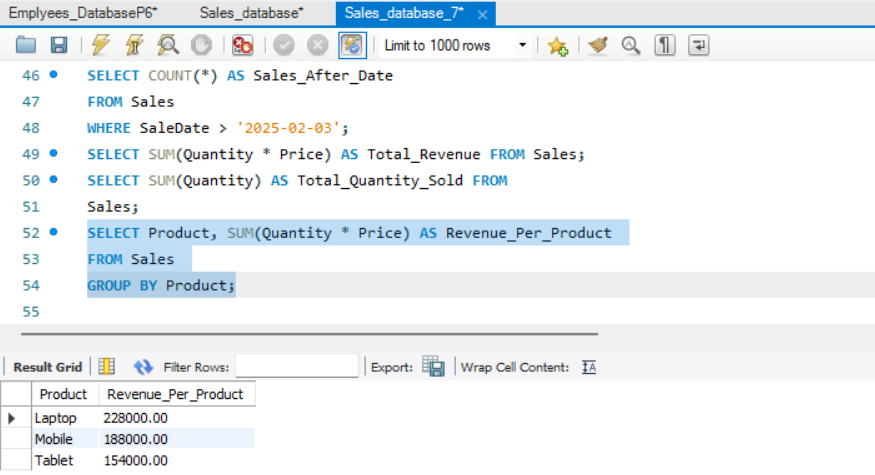 Emplyees_DatabaseP6* Sales_database* Sales_database_7*
Limit to 1000 rows
46 SELECT COUNT(*) AS Sales_After_Date
47 FROM Sales
48 WHERE SaleDate > '2025-02-03';
49 SELECT SUM(Quantity * Price) AS Total_Revenue FROM Sales;
50 SELECT SUM(Quantity) AS Total_Quantity_Sold FROM
51 Sales;
52 SELECT Product, SUM(Quantity * Price) AS Revenue_Per_Product
53 FROM Sales
54 GROUP BY Product;
55
Result Grid Filter Rows: Export: Wrap Cell Content: IA
Product Revenue_Per_Product
Laptop 228000.00
Mobile 188000.00
Tablet 154000.00